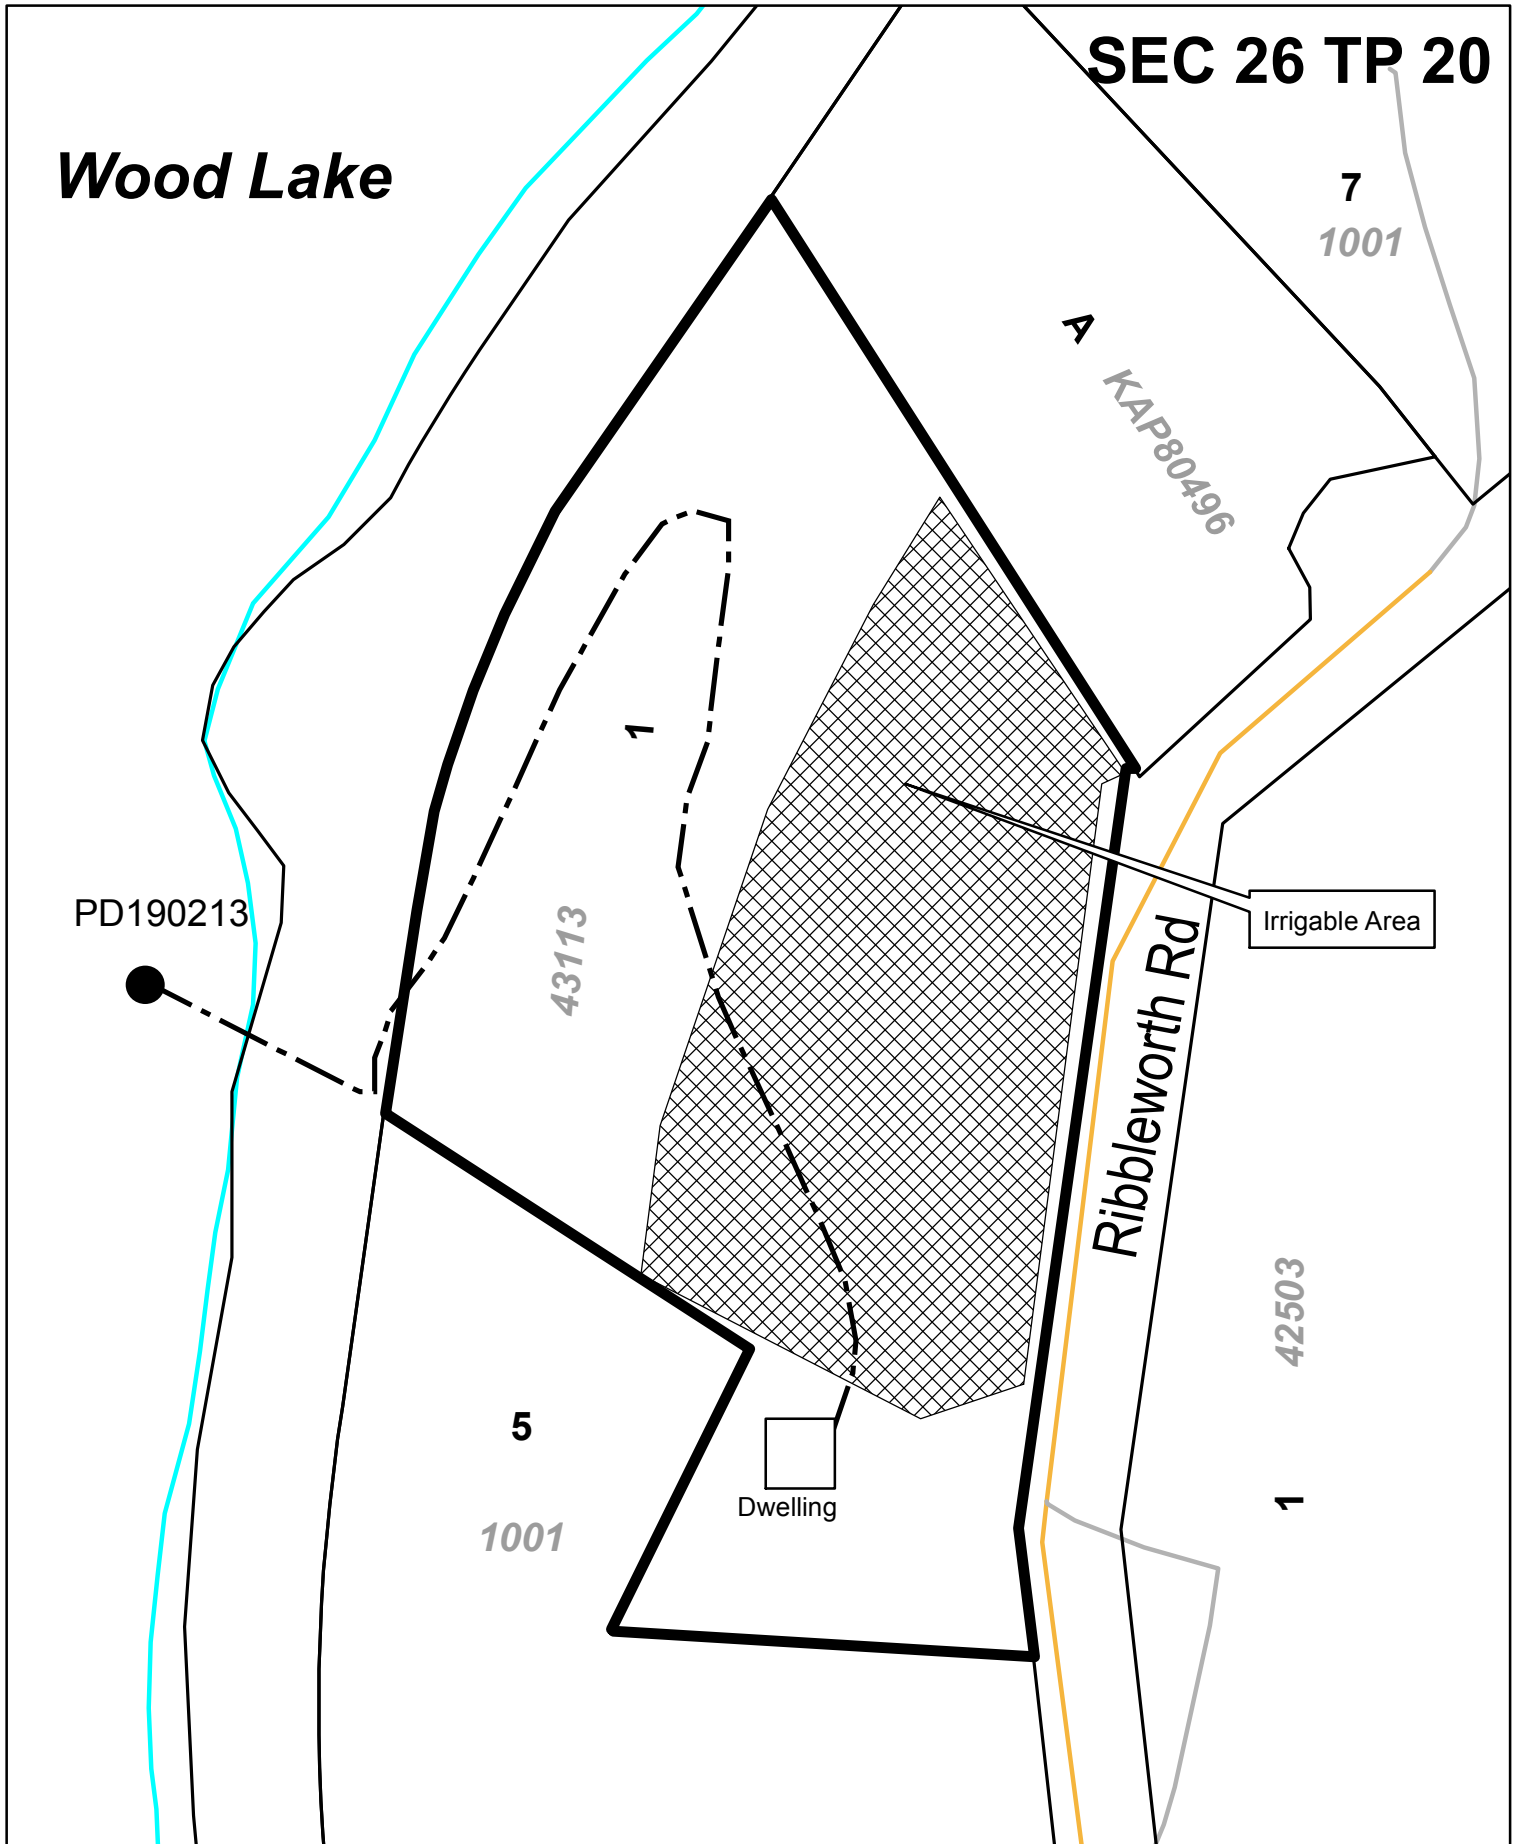 SEC 26 TP 20
Wood Lake
7
1001
A
KAP80496
1
43113
PD190213
Irrigable Area
Ribbleworth Rd
42503
1
5
1001
Dwelling